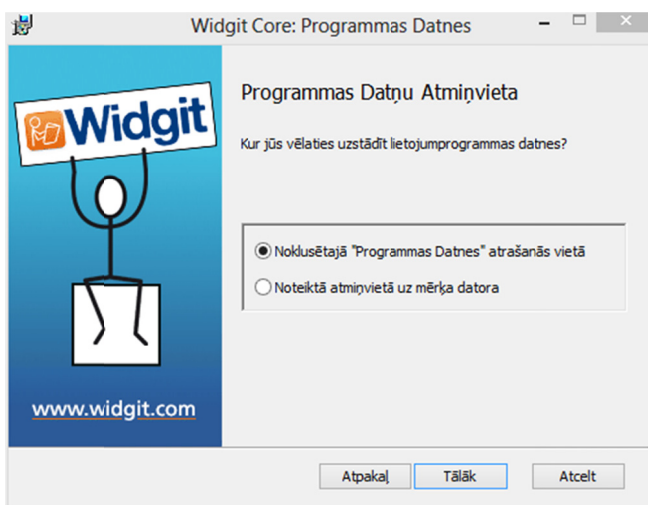 Widgit Core: Programmas Datnes
Widgit
Programmas Datņu Atmiņvieta
Kur jūs vēlaties uzstādīt lietojumprogrammas datnes?
Noklusētajā "Programmas Datnes" atrašanās vietā
Noteiktā atmiņvietā uz mērķa datora
www.widgit.com
Atpakaļ Tālāk Atcelt